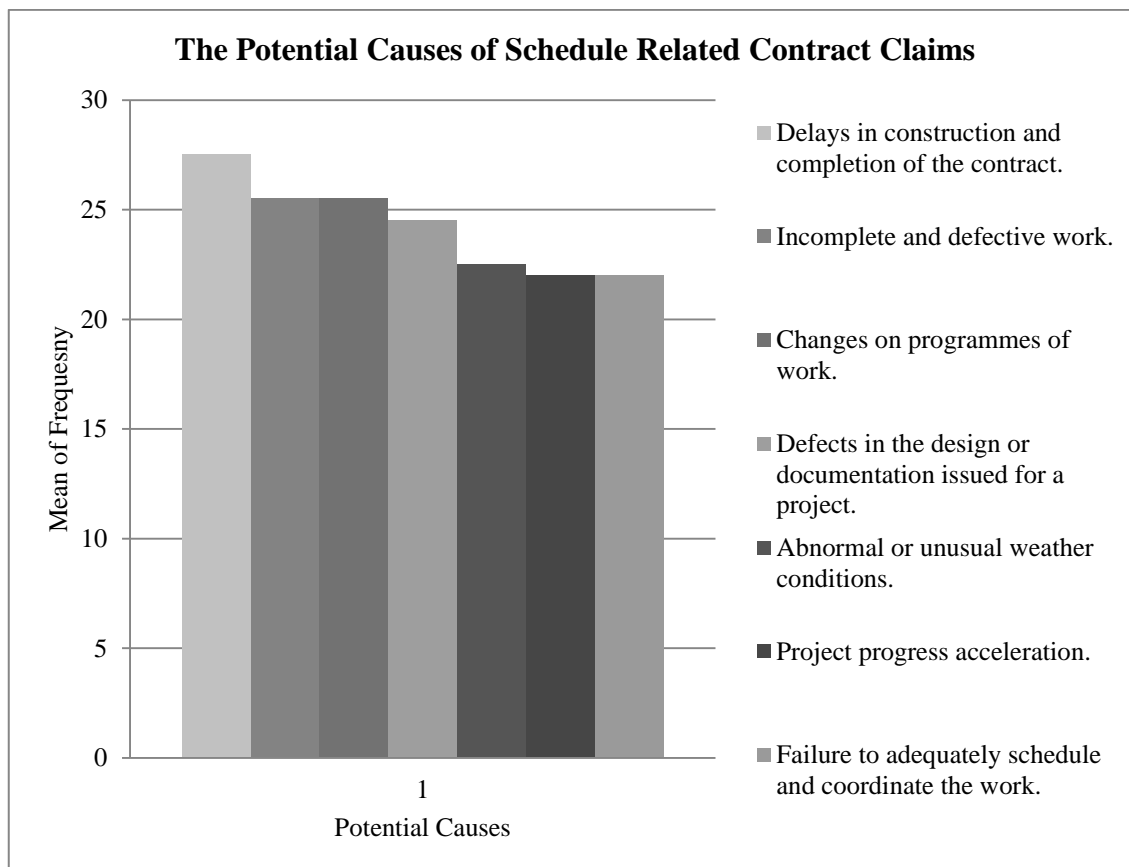 The Potential Causes of Schedule Related Contract Claims
30
25
20
15
10
5
0
Mean of Frequesny
1
Potential Causes
Delays in construction and
completion of the contract.
Incomplete and defective work.
Changes on programmes of
work.
Defects in the design or
documentation issued for a
project.
Abnormal or unusual weather
conditions.
Project progress acceleration.
Failure to adequately schedule
and coordinate the work.